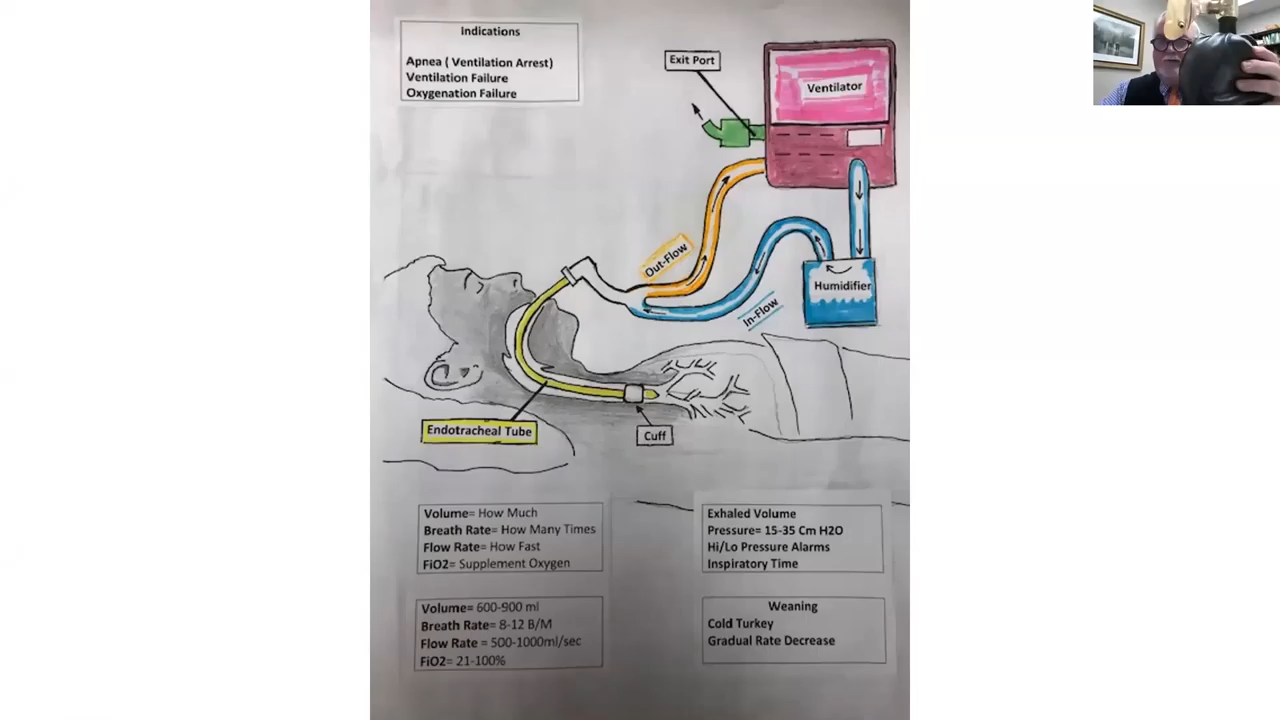 Indications
Apnea ( Ventilation Arrest)
Ventilation Failure
Oxygenation Failure
Exit Port
Ventilator
Out-Flow
Humidifier
In-Flow
Endotracheal Tube
Cuff
Volume= How Much
Breath Rate= How Many Times
Flow Rate= How Fast
FiO2= Supplement Oxygen
Exhaled Volume
Pressure= 15-35 Cm H2O
Hi/Lo Pressure Alarms
Inspiratory Time
Volume= 600-900 ml
Breath Rate= 8-12 B/M
Flow Rate = 500-1000ml/sec
FiO2= 21-100%
Weaning
Cold Turkey
Gradual Rate Decrease